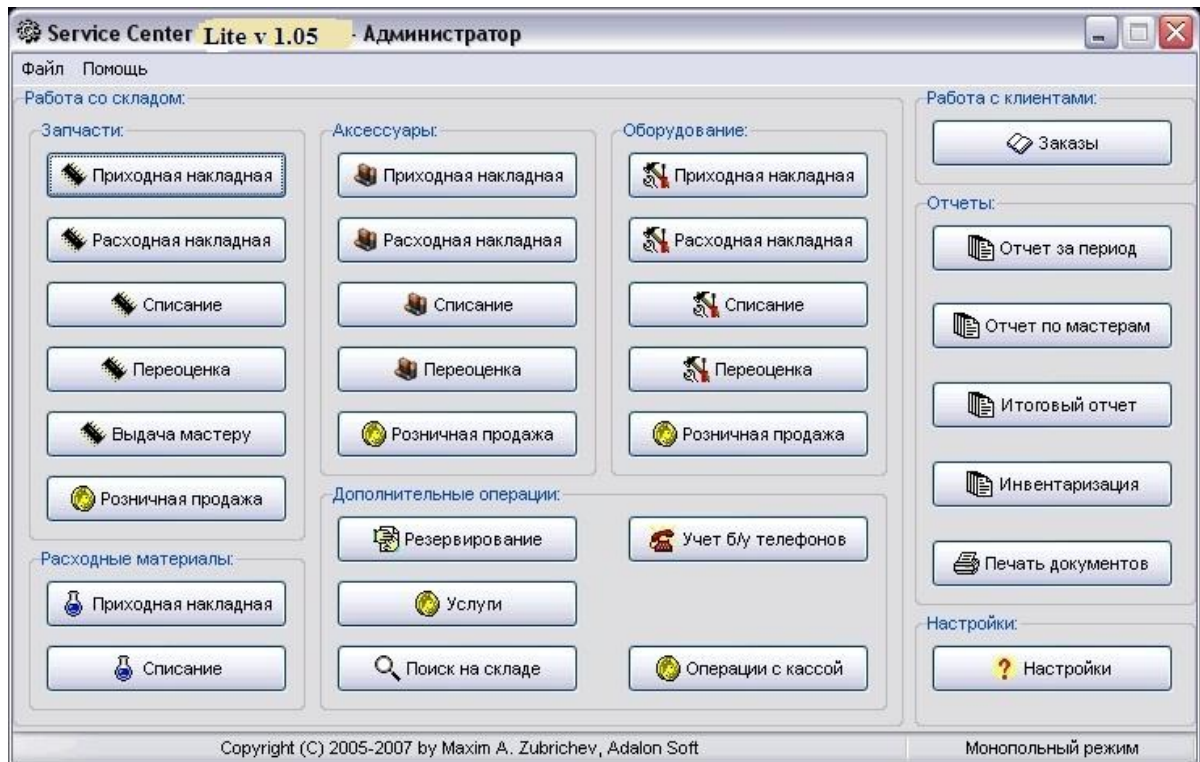 Service Center Lite v 1.05 - Администратор
Файл Помощь
Работа со складом:
Запчасти:
Приходная накладная
Расходная накладная
Списание
Переоценка
Выдача мастеру
Розничная продажа
Расходные материалы:
Приходная накладная
Списание
Аксессуары:
Приходная накладная
Расходная накладная
Списание
Переоценка
Розничная продажа
Оборудование:
Приходная накладная
Расходная накладная
Списание
Переоценка
Розничная продажа
Дополнительные операции:
Резервирование
Учет б/у телефонов
Услуги
Поиск на складе
Операции с кассой
Работа с клиентами:
Заказы
Отчеты:
Отчет за период
Отчет по мастерам
Итоговый отчет
Инвентаризация
Печать документов
Настройки:
Настройки
Copyright (C) 2005-2007 by Maxim A. Zubrichev, Adalon Soft
Монопольный режим